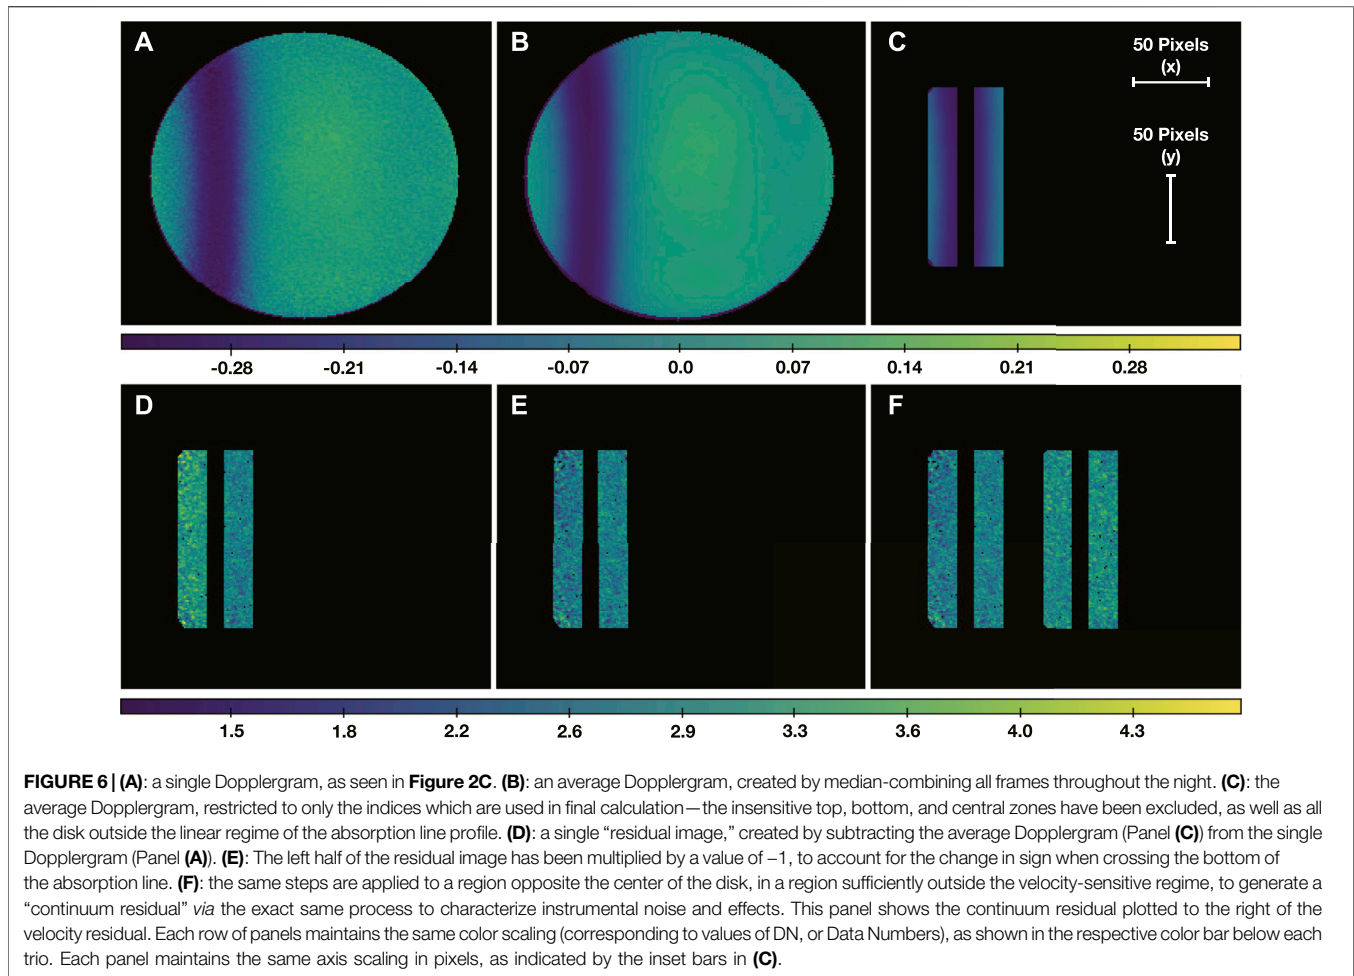 A
B
C
50 Pixels
(x)
50 Pixels
(y)
-0.28 -0.21 -0.14 -0.07 0.0 0.07 0.14 0.21 0.28
D
E
F
1.5 1.8 2.2 2.6 2.9 3.3 3.6 4.0 4.3
FIGURE 6 | (A): a single Dopplergram, as seen in Figure 2C. (B): an average Dopplergram, created by median-combining all frames throughout the night. (C): the
average Dopplergram, restricted to only the indices which are used in final calculation—the insensitive top, bottom, and central zones have been excluded, as well as all
the disk outside the linear regime of the absorption line profile. (D): a single “residual image,” created by subtracting the average Dopplergram (Panel (C)) from the single
Dopplergram (Panel (A)). (E): The left half of the residual image has been multiplied by a value of −1, to account for the change in sign when crossing the bottom of
the absorption line. (F): the same steps are applied to a region opposite the center of the disk, in a region sufficiently outside the velocity-sensitive regime, to generate a
“continuum residual” via the exact same process to characterize instrumental noise and effects. This panel shows the continuum residual plotted to the right of the
velocity residual. Each row of panels maintains the same color scaling (corresponding to values of DN, or Data Numbers), as shown in the respective color bar below each
trio. Each panel maintains the same axis scaling in pixels, as indicated by the inset bars in (C).